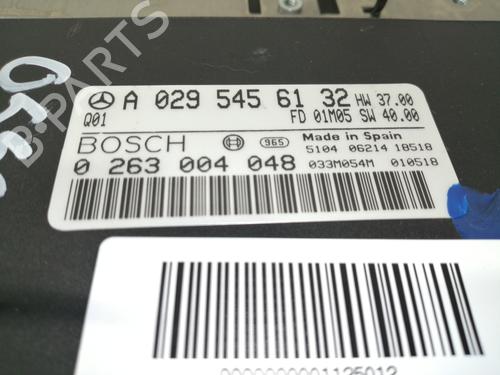 A 029 545 61 32 HW 37.00
Q01 FD 01M05 SW 40.00
BOSCH 965 Made in Spain
5104 06214 18518
0 263 004 048 033M054M 010518
B-PARTS